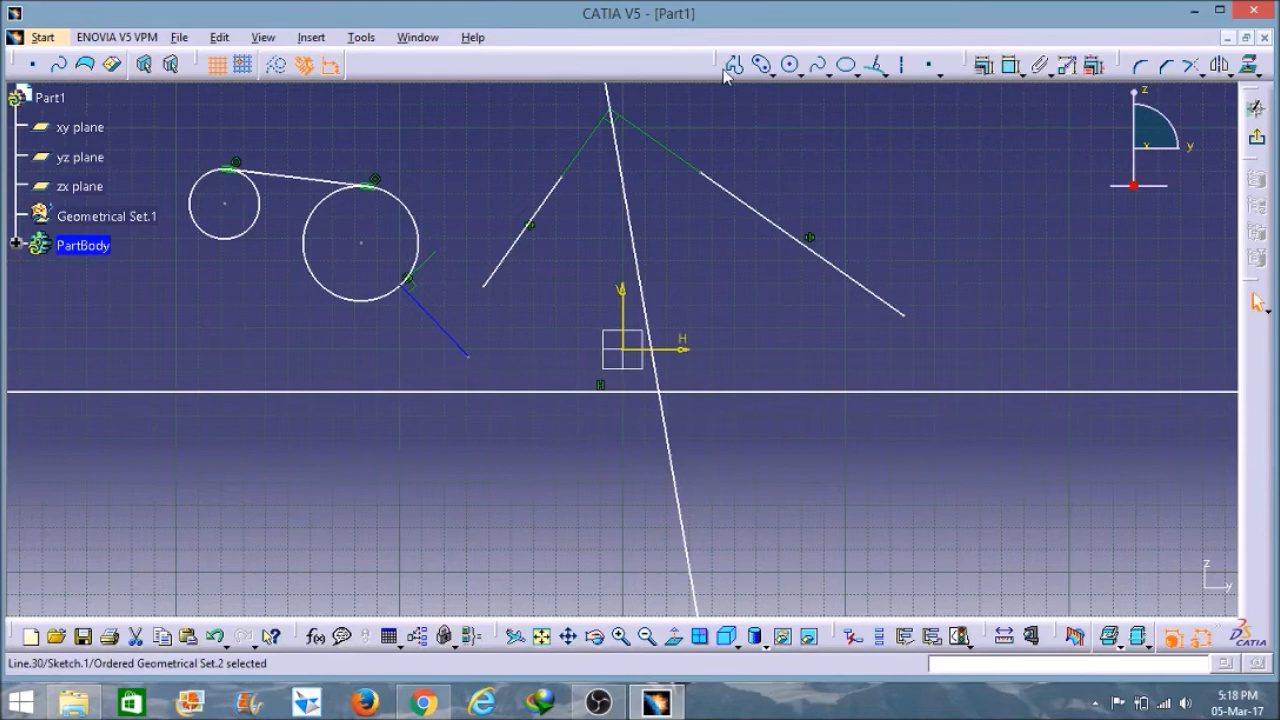 CATIA V5 - [Part1]
Start ENOVIA V5 VPM File Edit View Insert Tools Window Help
Part1
xy plane
yz plane
zx plane
Geometrical Set.1
PartBody
z
x
y
V
H
H
z
y
f(x)
CATIA
Line.30/Sketch.1/Ordered Geometrical Set.2 selected
5:18 PM
05-Mar-17